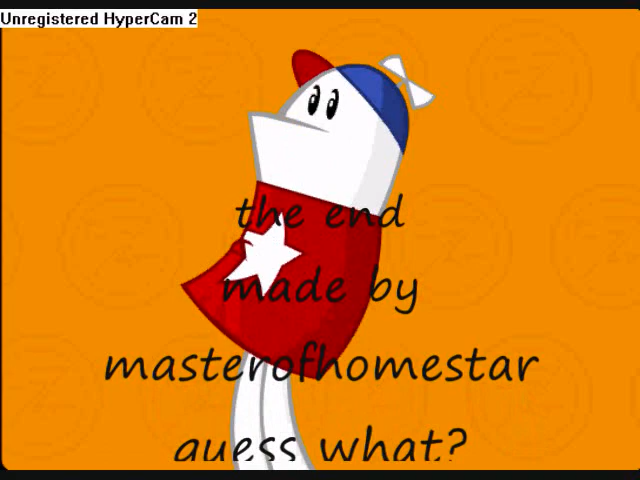 Unregistered HyperCam 2
the end
made by
masterofhomestar
guess what?